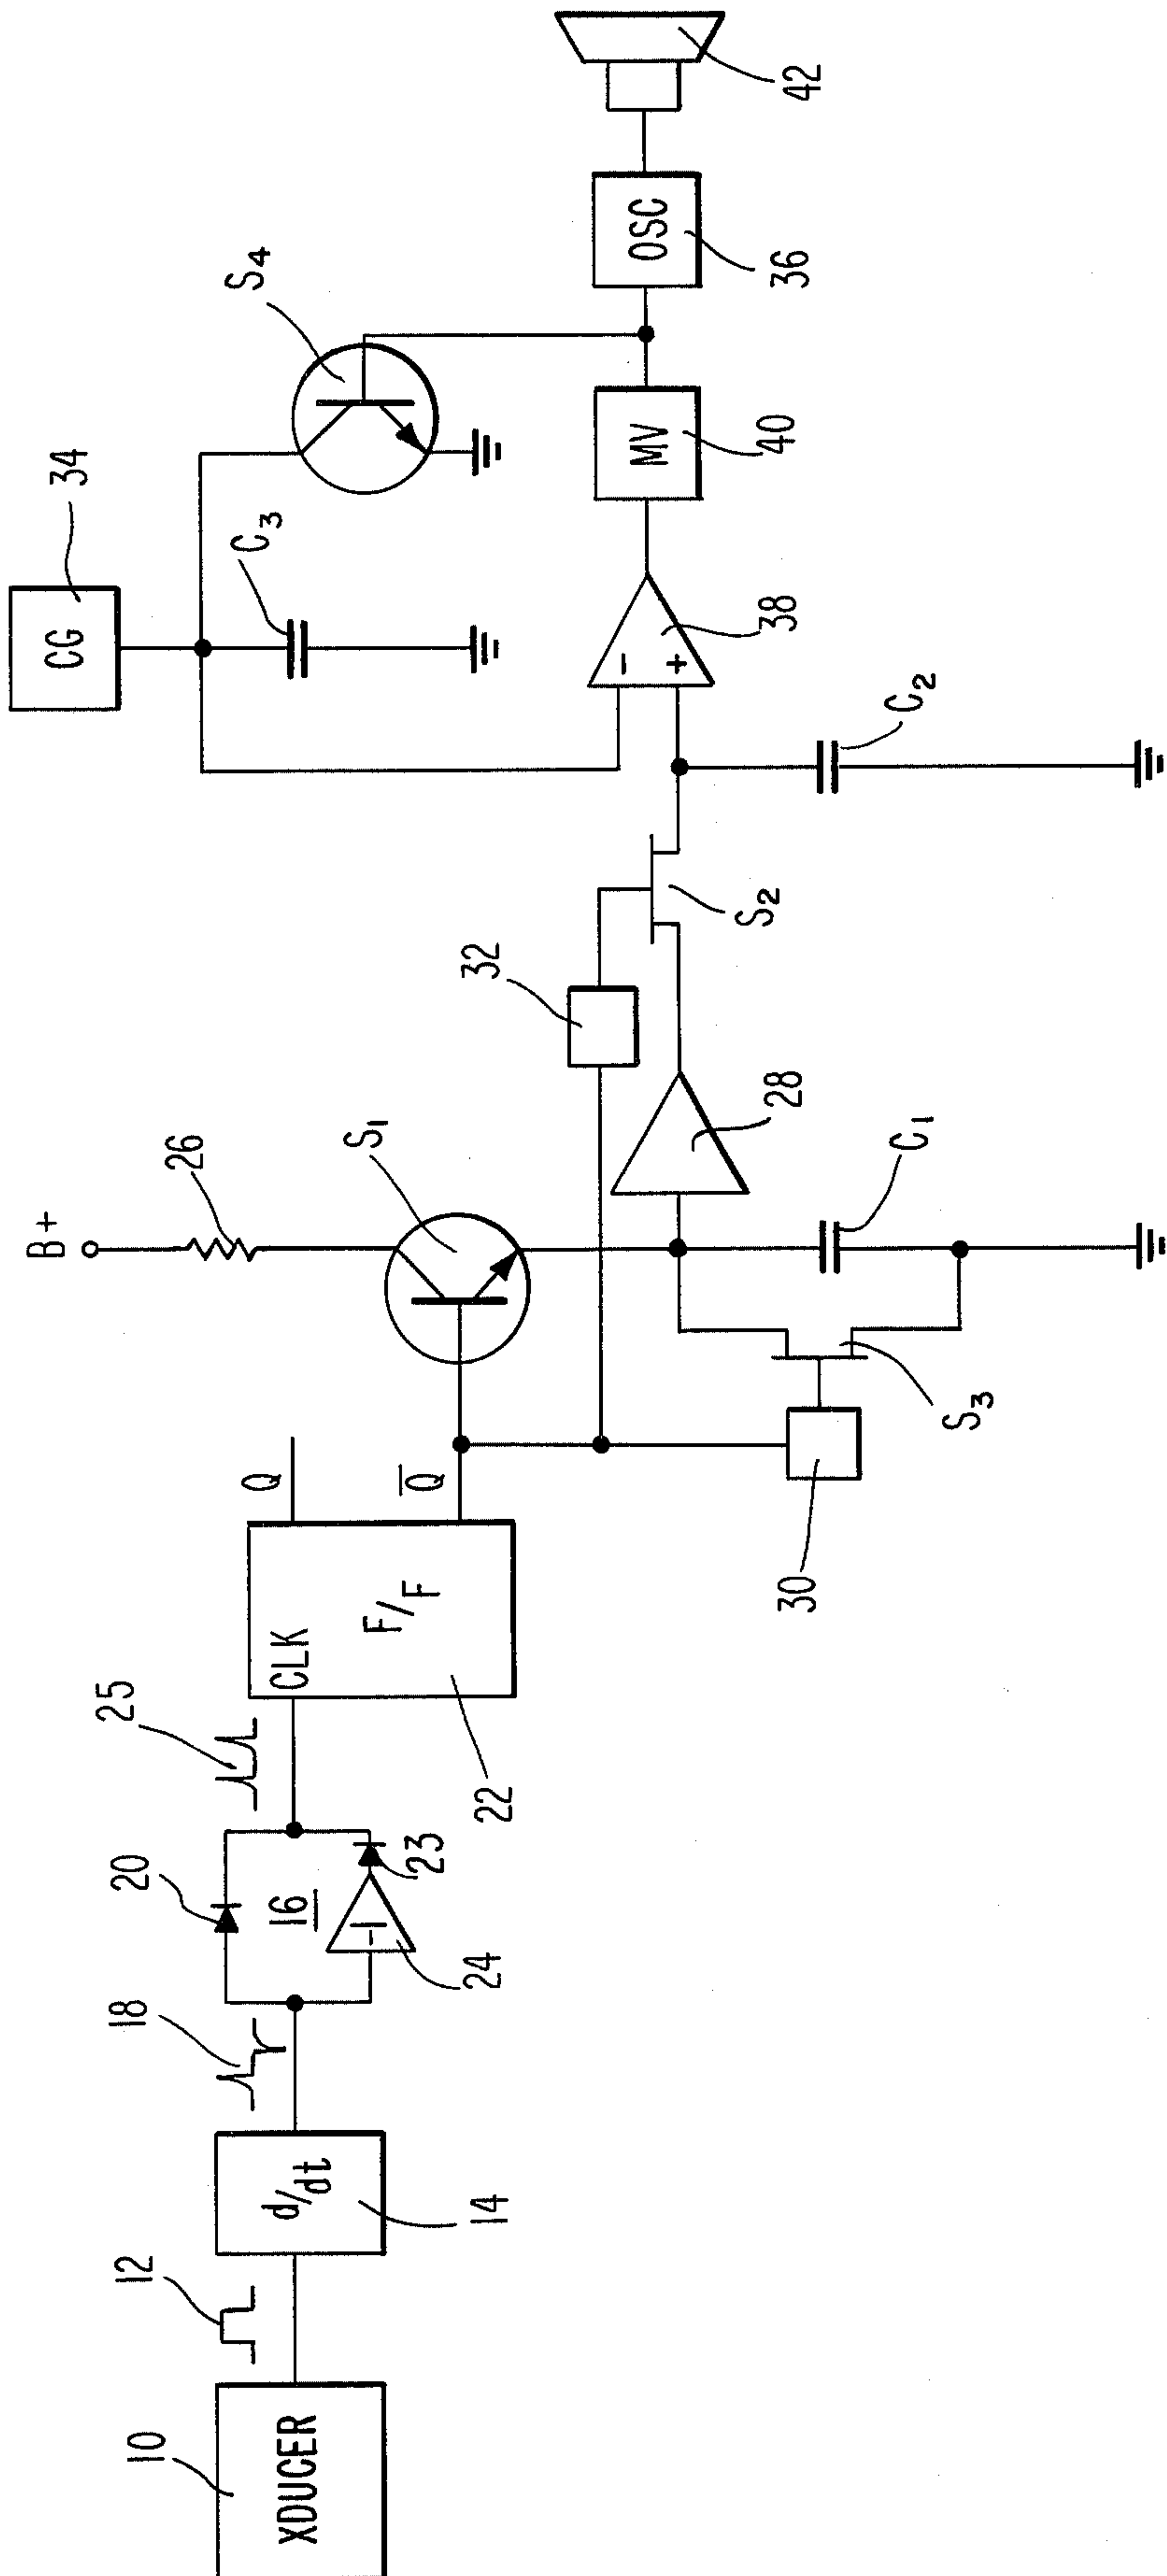 10
XDUCER
12
d/dt
14
18
20
16
-1
24
23
25
CLK
F/F
22
Q
Q̅
B+
26
S₁
30
S₃
C₁
28
32
S₂
C₂
CG
34
C₃
S₄
-
+
38
MV
40
OSC
36
42